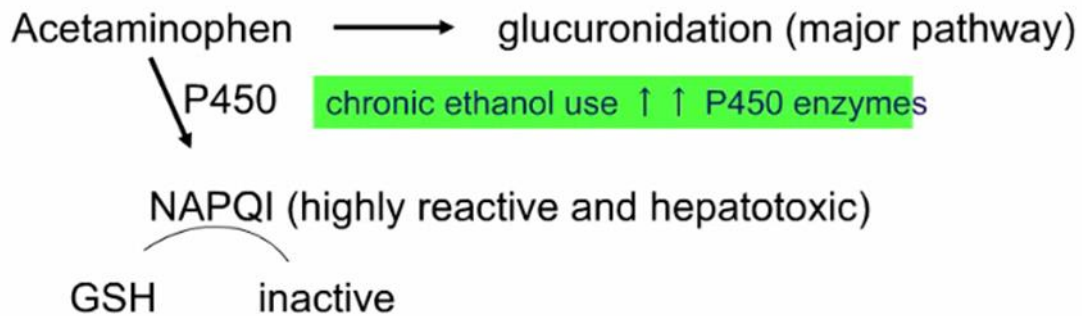 Acetaminophen glucuronidation (major pathway)
P450 chronic ethanol use ↑ ↑ P450 enzymes
NAPQI (highly reactive and hepatotoxic)
GSH inactive